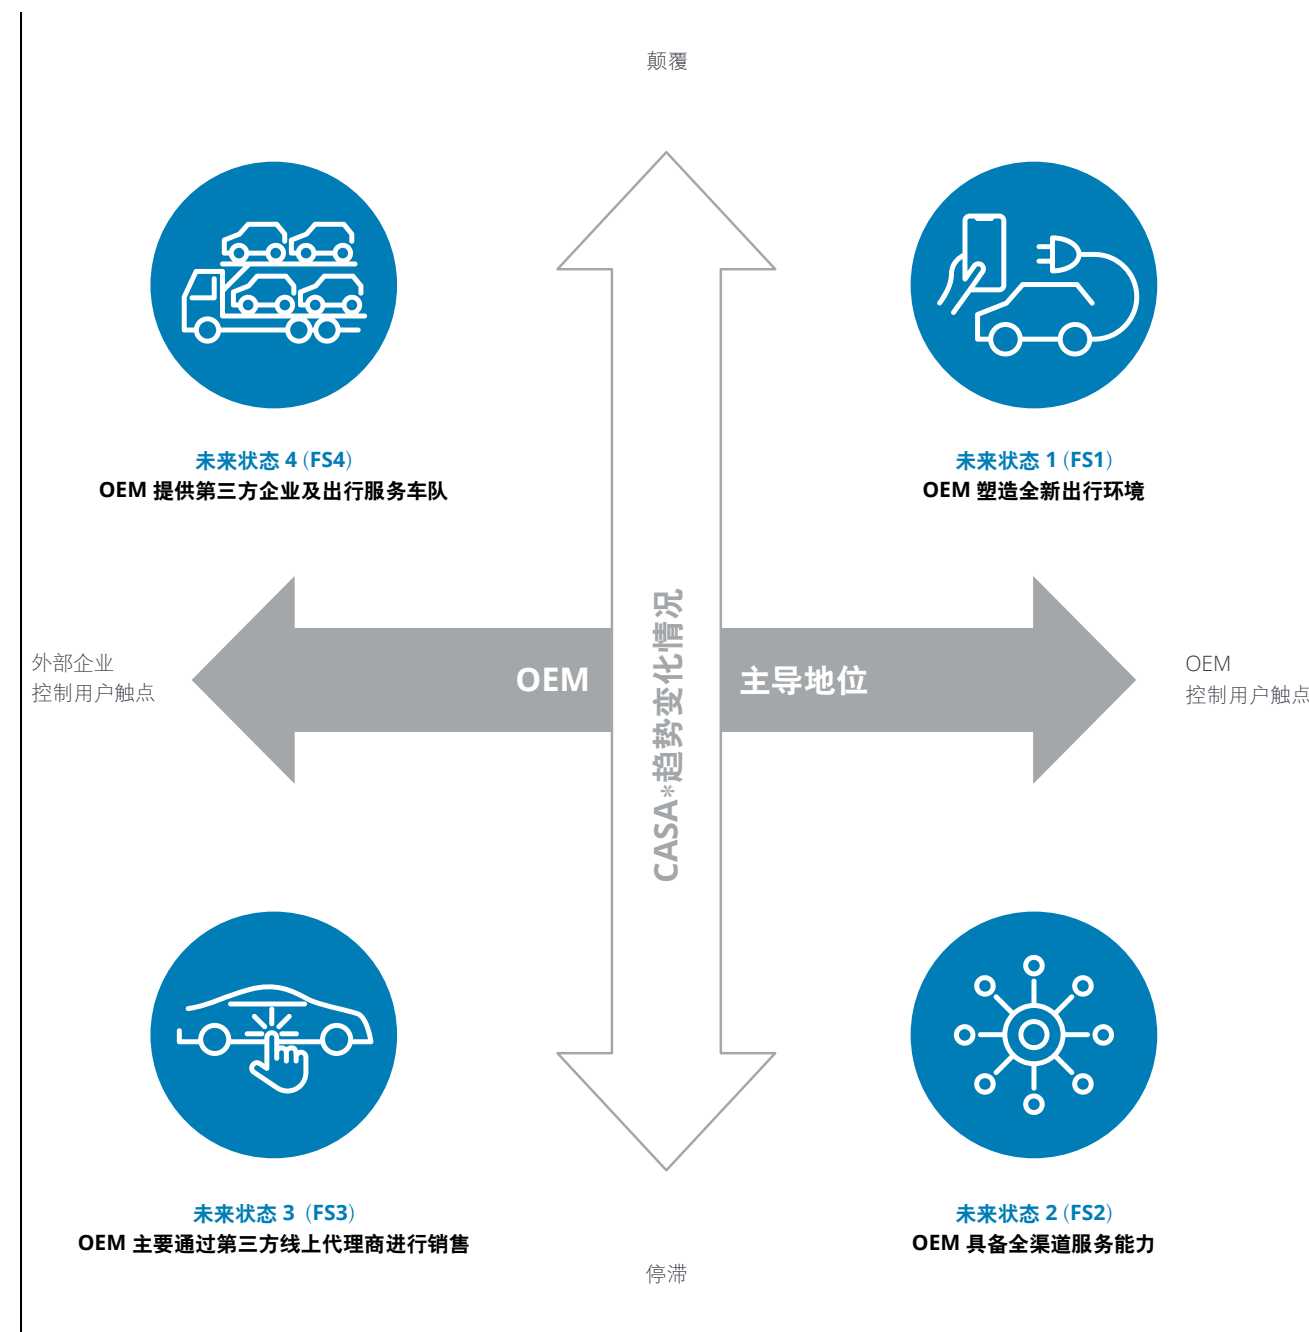 颠覆
未来状态 4 (FS4)
OEM 提供第三方企业及出行服务车队
未来状态 1 (FS1)
OEM 塑造全新出行环境
外部企业
控制用户触点
OEM
主导地位
CASA*趋势变化情况
OEM
控制用户触点
未来状态 3 (FS3)
OEM 主要通过第三方线上代理商进行销售
未来状态 2 (FS2)
OEM 具备全渠道服务能力
停滞